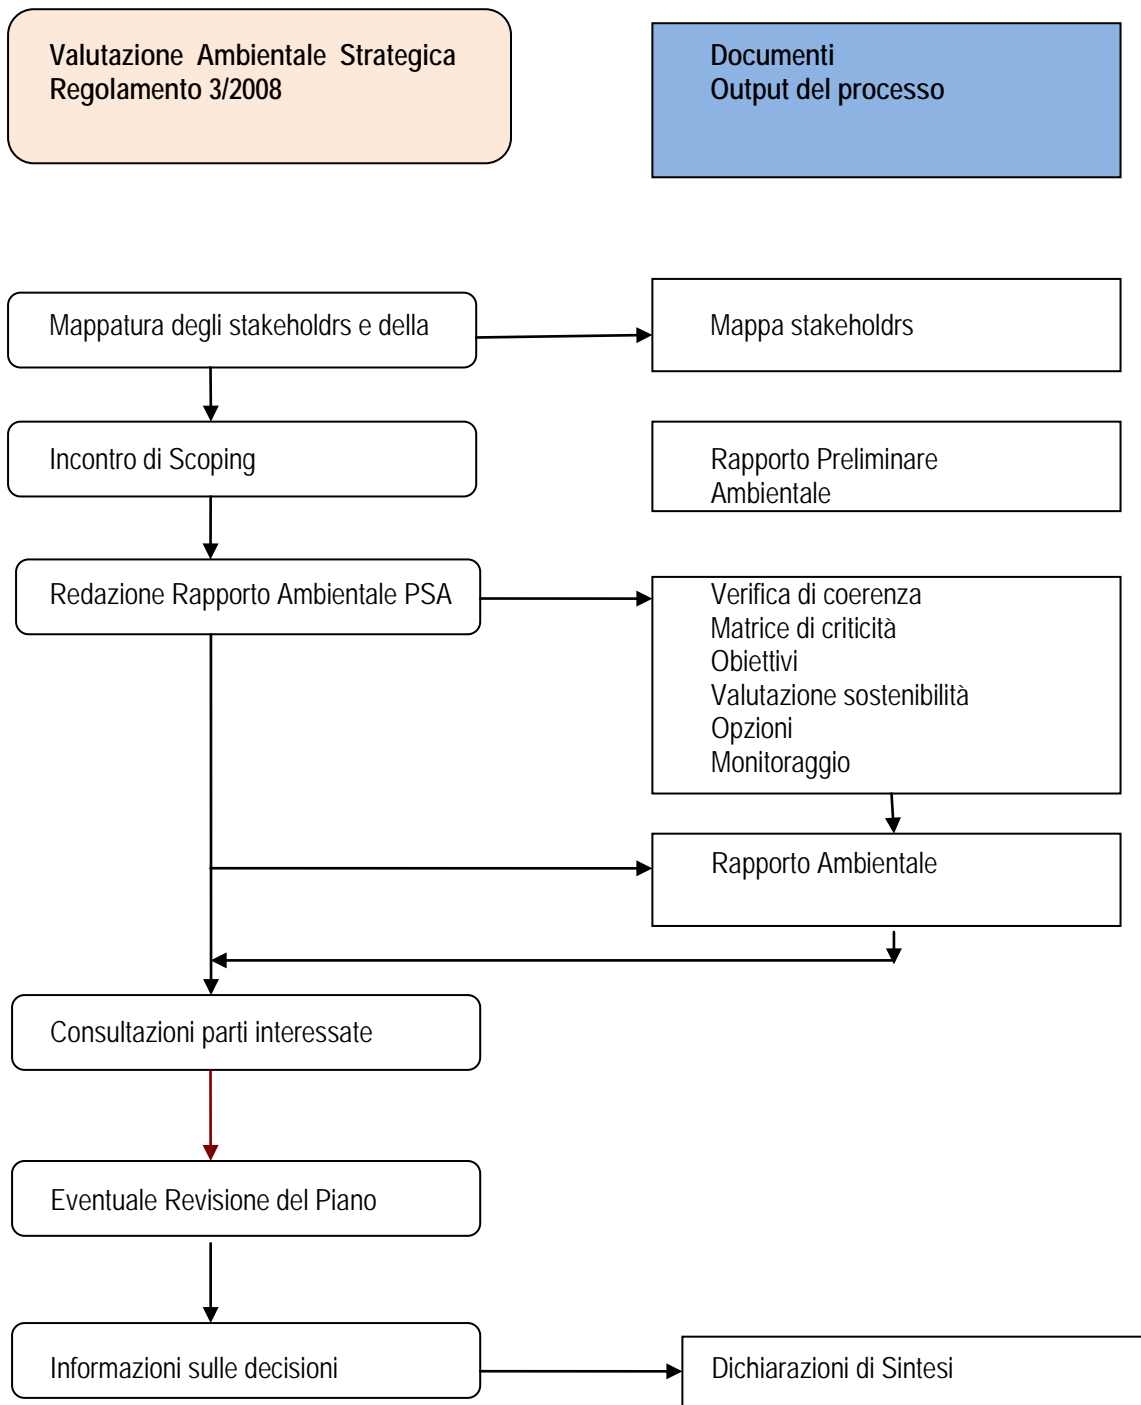 Valutazione Ambientale Strategica
Regolamento 3/2008
Documenti
Output del processo
Mappatura degli stakeholdrs e della
Mappa stakeholdrs
Incontro di Scoping
Rapporto Preliminare
Ambientale
Redazione Rapporto Ambientale PSA
Verifica di coerenza
Matrice di criticità
Obiettivi
Valutazione sostenibilità
Opzioni
Monitoraggio
Rapporto Ambientale
Consultazioni parti interessate
Eventuale Revisione del Piano
Informazioni sulle decisioni
Dichiarazioni di Sintesi